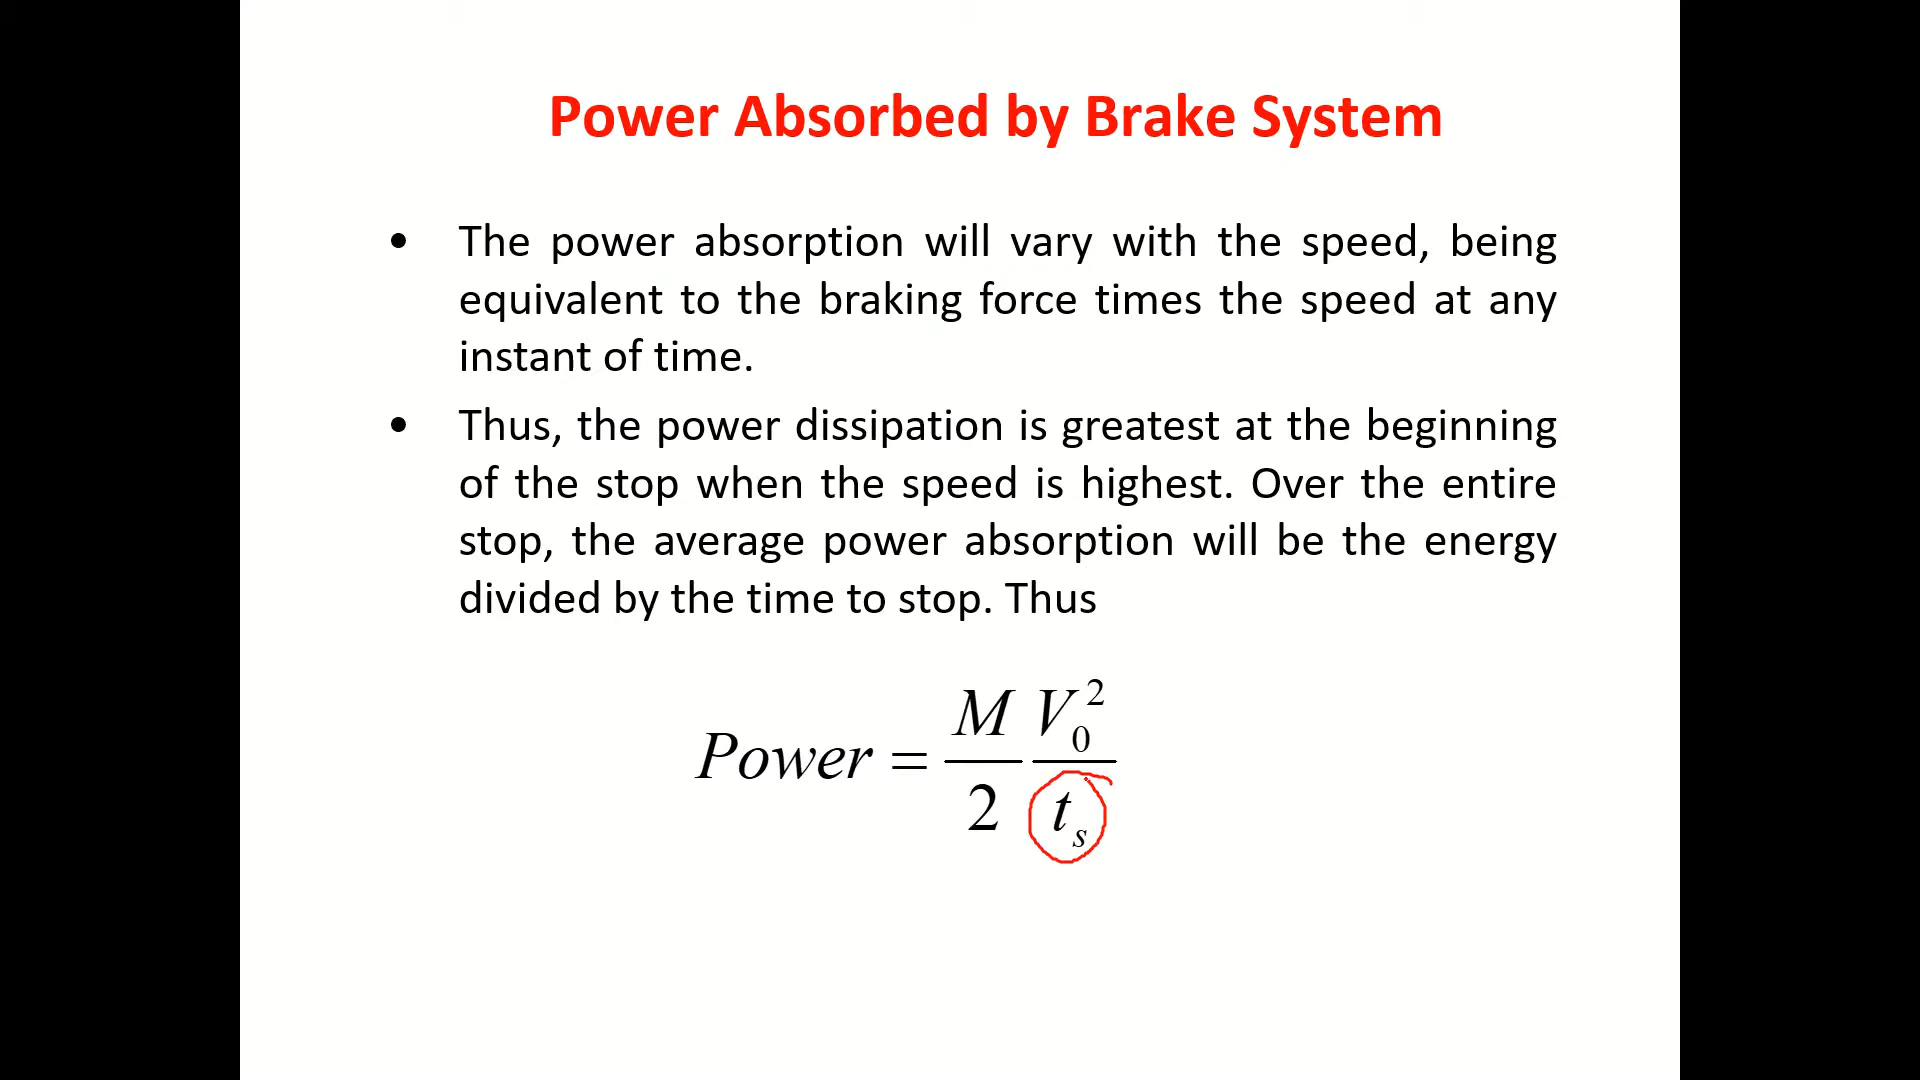 Power Absorbed by Brake System
• The power absorption will vary with the speed, being
equivalent to the braking force times the speed at any
instant of time.
• Thus, the power dissipation is greatest at the beginning
of the stop when the speed is highest. Over the entire
stop, the average power absorption will be the energy
divided by the time to stop. Thus
Power = M/2 V₀²/tₛ